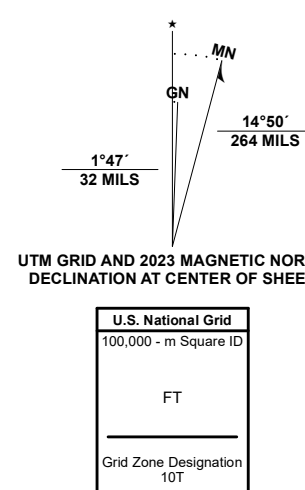 ★
MN
GN
14°50´
264 MILS
1°47´
32 MILS
UTM GRID AND 2023 MAGNETIC NOR
DECLINATION AT CENTER OF SHEE
U.S. National Grid
100,000 - m Square ID
FT
Grid Zone Designation
10T